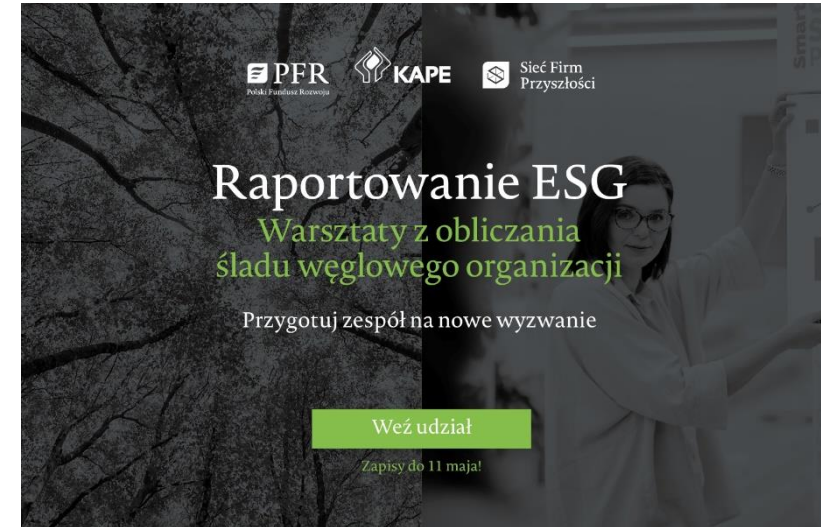 PFR
Polski Fundusz Rozwoju
KAPE
Sieć Firm
Przyszłości
Smart
Raportowanie ESG
Warsztaty z obliczania
śladu węglowego organizacji
Przygotuj zespół na nowe wyzwanie
Weź udział
Zapisy do 11 maja!